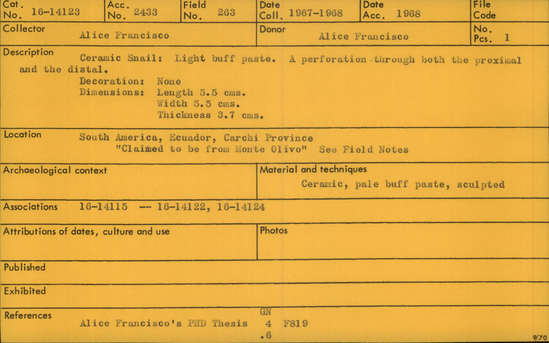 Cat. No. 16-14123 Acc. No. 2433 Field No. 263 Date Coll. 1967-1968 Date Acc. 1968 File Code
Collector Alice Francisco Donor Alice Francisco No. Pcs. 1
Description Ceramic Snail: Light buff paste. A perforation through both the proximal
and the distal.
Decoration: None
Dimensions: Length 5.5 cms.
Width 5.5 cms.
Thickness 3.7 cms.
Location South America, Ecuador, Carchi Province
"Claimed to be from Monte Olivo" See Field Notes
Archaeological context Material and techniques
Ceramic, pale buff paste, sculpted
Associations 16-14115 -- 16-14122, 16-14124
Attributions of dates, culture and use Photos
Published
Exhibited
References Alice Francisco's PHD Thesis GN
4 F819
.6
9/70